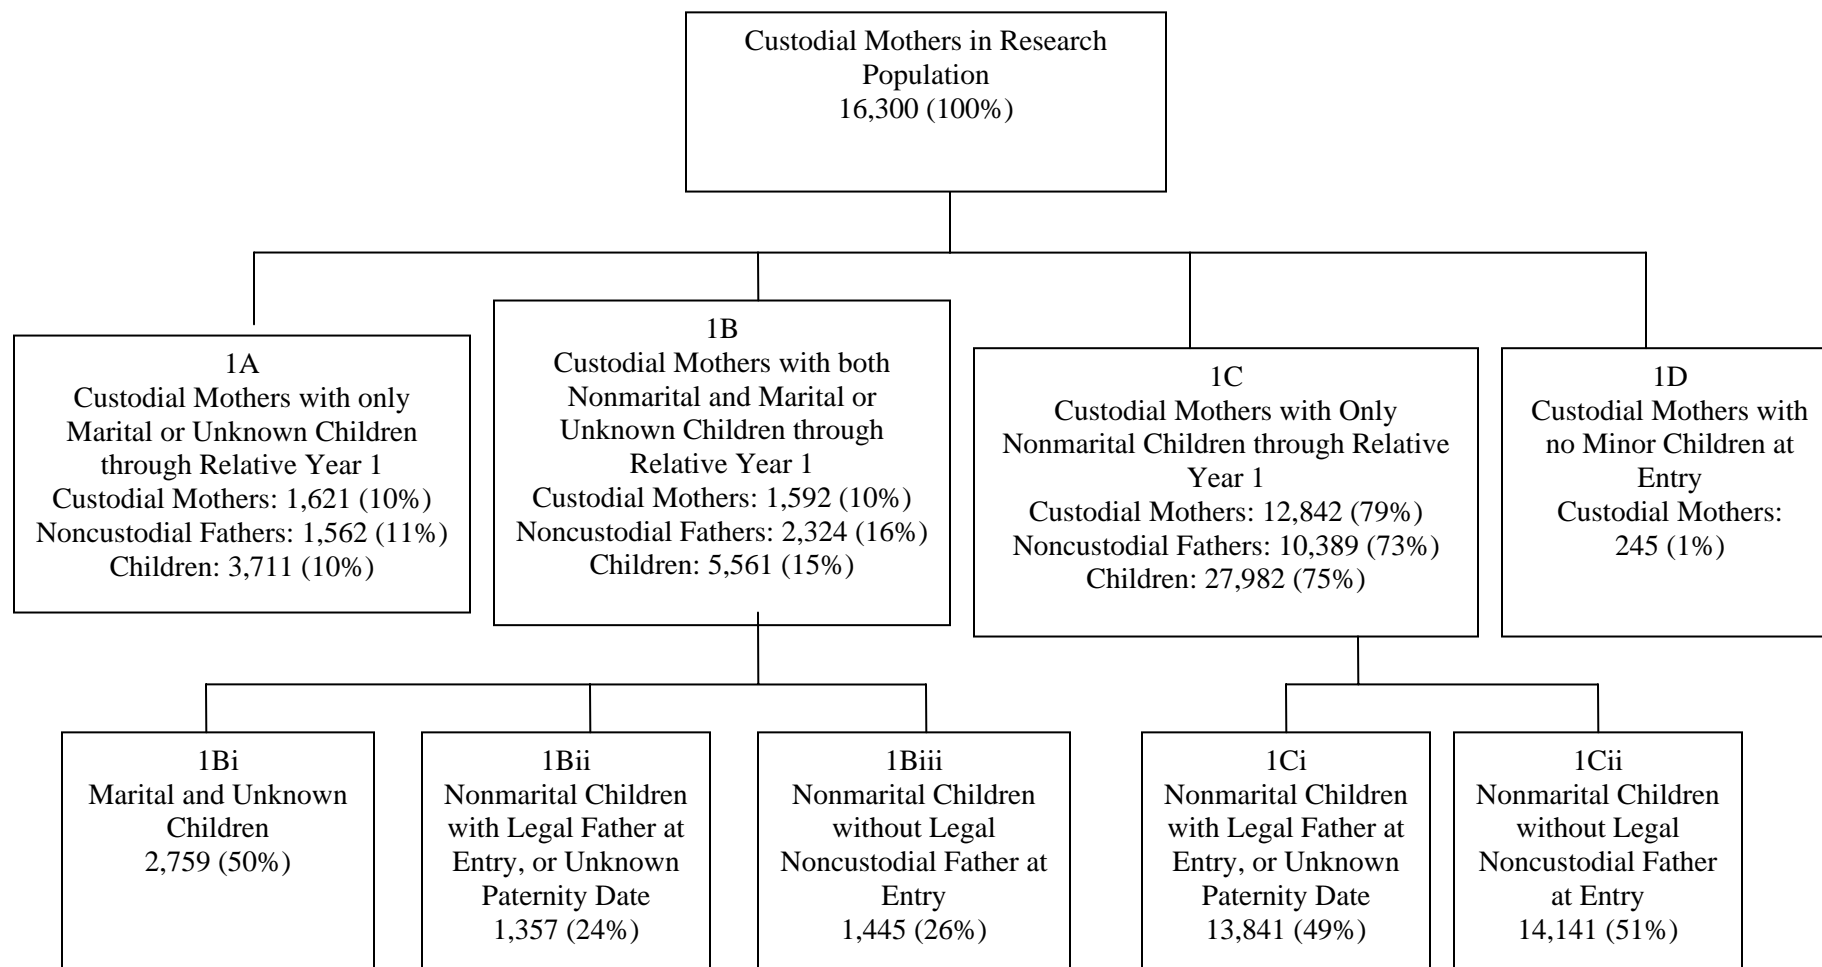 Custodial Mothers in Research
Population
16,300 (100%)
1A
Custodial Mothers with only
Marital or Unknown Children
through Relative Year 1
Custodial Mothers: 1,621 (10%)
Noncustodial Fathers: 1,562 (11%)
Children: 3,711 (10%)
1B
Custodial Mothers with both
Nonmarital and Marital or
Unknown Children through
Relative Year 1
Custodial Mothers: 1,592 (10%)
Noncustodial Fathers: 2,324 (16%)
Children: 5,561 (15%)
1C
Custodial Mothers with Only
Nonmarital Children through Relative
Year 1
Custodial Mothers: 12,842 (79%)
Noncustodial Fathers: 10,389 (73%)
Children: 27,982 (75%)
1D
Custodial Mothers with
no Minor Children at
Entry
Custodial Mothers:
245 (1%)
1Bi
Marital and Unknown
Children
2,759 (50%)
1Bii
Nonmarital Children
with Legal Father at
Entry, or Unknown
Paternity Date
1,357 (24%)
1Biii
Nonmarital Children
without Legal
Noncustodial Father at
Entry
1,445 (26%)
1Ci
Nonmarital Children
with Legal Father at
Entry, or Unknown
Paternity Date
13,841 (49%)
1Cii
Nonmarital Children
without Legal
Noncustodial Father
at Entry
14,141 (51%)